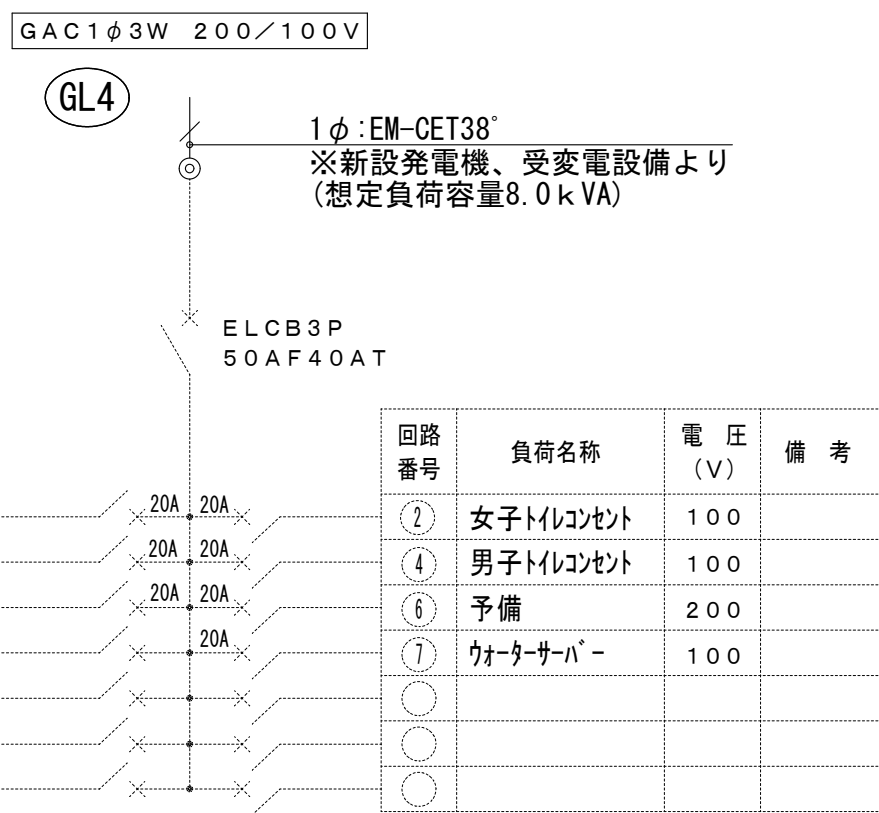 GAC1φ3W 200／100V
GL4
1φ:EM-CET38°
※新設発電機、受変電設備より
(想定負荷容量8.0ｋVA)
ELCB3P
50AF40AT
回路番号 負荷名称 電圧(V) 備考
20A 20A ② 女子ﾄｲﾚｺﾝｾﾝﾄ 100
20A 20A ④ 男子ﾄｲﾚｺﾝｾﾝﾄ 100
20A 20A ⑥ 予備 200
20A ⑦ ｳｫｰﾀｰｻｰﾊﾞｰ 100